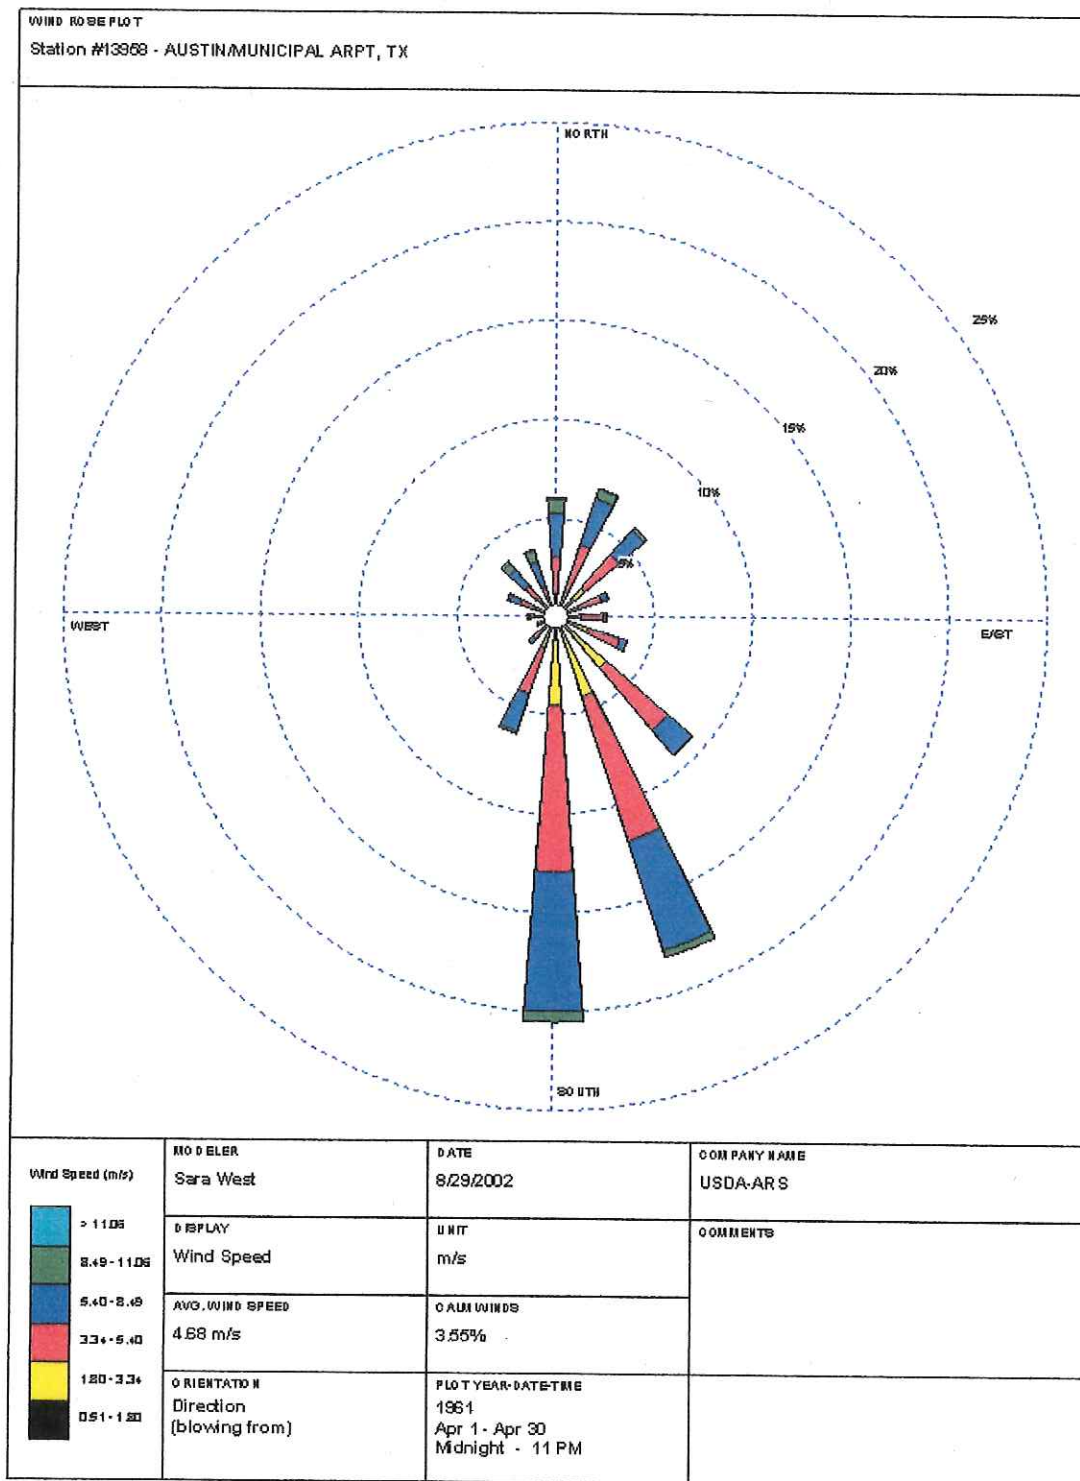 WIND ROSE PLOT
Station #13958 - AUSTIN/MUNICIPAL ARPT, TX
NORTH
25%
20%
15%
10%
5%
WEST
EAST
SOUTH
Wind Speed (m/s)
> 11.06
8.49 - 11.06
5.40 - 8.49
3.34 - 5.40
1.80 - 3.34
0.51 - 1.80
MODELER
Sara West
DATE
8/29/2002
COMPANY NAME
USDA-ARS
DISPLAY
Wind Speed
UNIT
m/s
COMMENTS
AVG. WIND SPEED
4.68 m/s
CALM WINDS
3.55%
ORIENTATION
Direction
(blowing from)
PLOT YEAR-DATE-TIME
1961
Apr 1 - Apr 30
Midnight - 11 PM